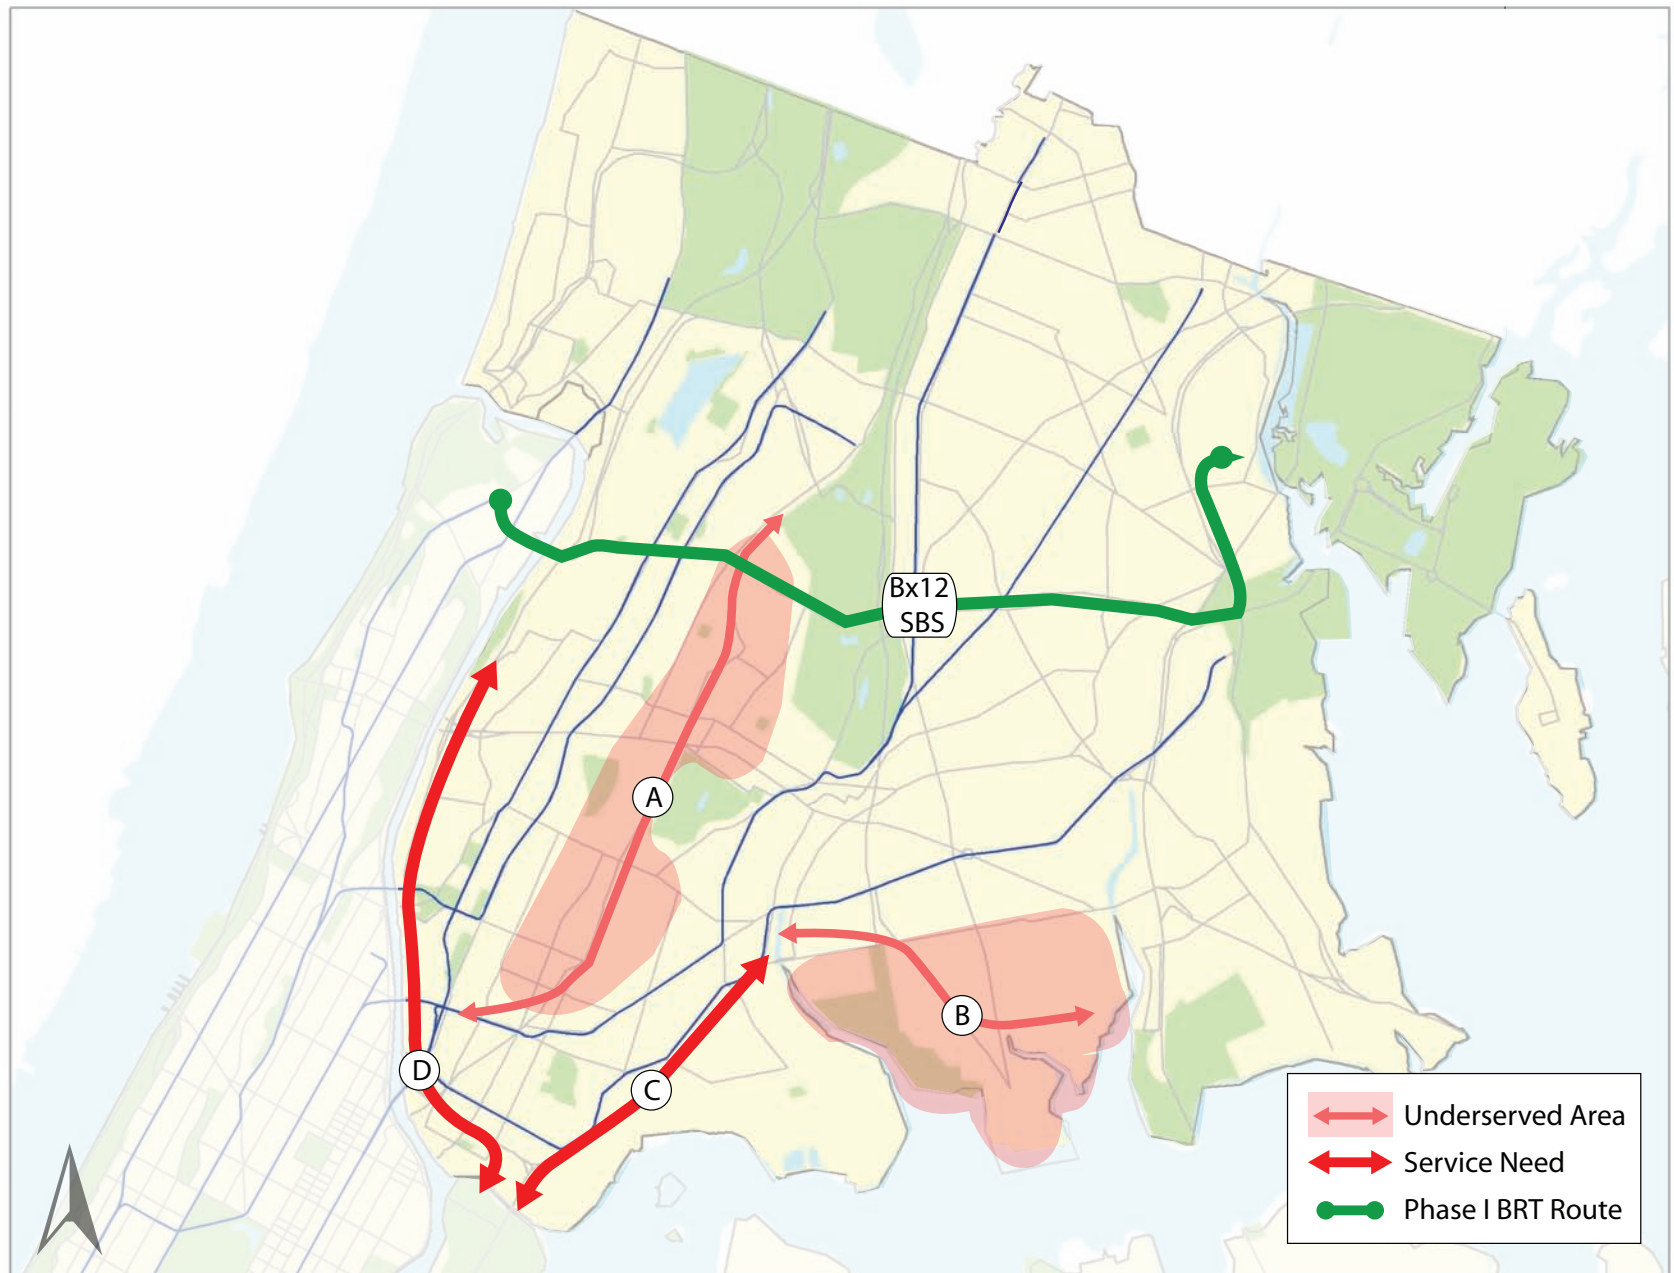 Bx12
SBS
A
B
D
C
Underserved Area
Service Need
Phase I BRT Route